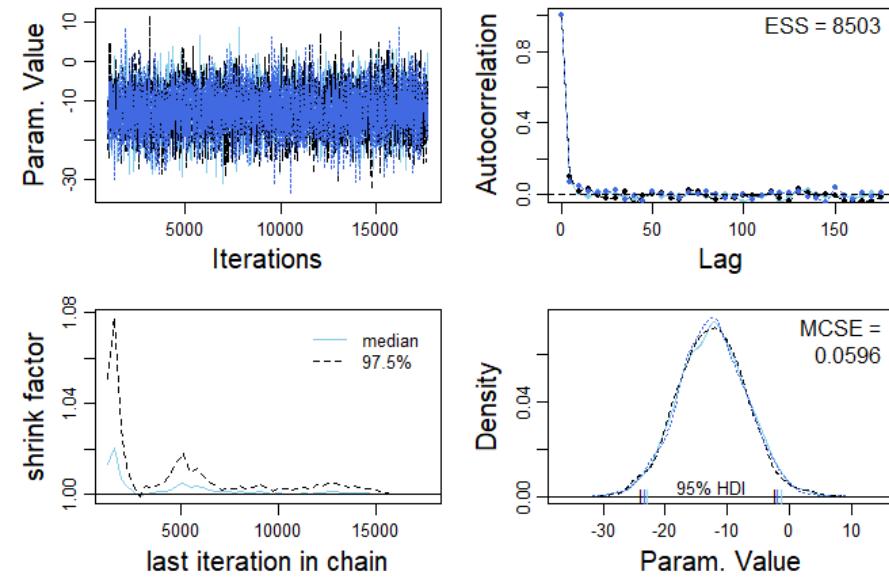 Param. Value
10
0
-10
-30
5000
10000
15000
Iterations
ESS = 8503
Autocorrelation
0.8
0.4
0.0
0
50
100
150
Lag
shrink factor
1.08
1.04
1.00
median
97.5%
5000
10000
15000
last iteration in chain
MCSE =
0.0596
Density
0.04
0.00
95% HDI
-30
-20
-10
0
10
Param. Value